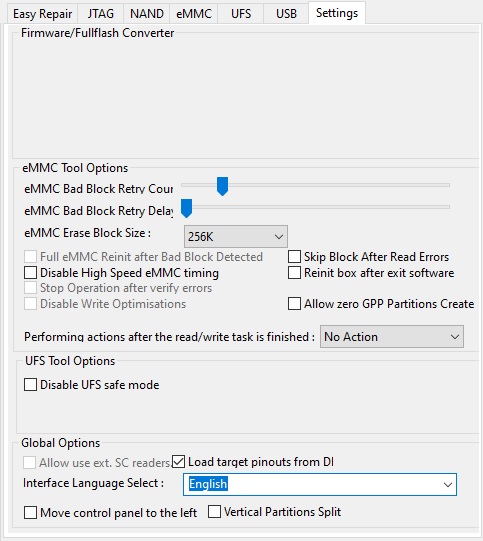 Easy Repair JTAG NAND eMMC UFS USB Settings
Firmware/Fullflash Converter
eMMC Tool Options
eMMC Bad Block Retry Cour
eMMC Bad Block Retry Delay
eMMC Erase Block Size : 256K
Full eMMC Reinit after Bad Block Detected Skip Block After Read Errors
Disable High Speed eMMC timing Reinit box after exit software
Stop Operation after verify errors
Disable Write Optimisations Allow zero GPP Partitions Create
Performing actions after the read/write task is finished : No Action
UFS Tool Options
Disable UFS safe mode
Global Options
Allow use ext. SC readers Load target pinouts from DI
Interface Language Select : English
Move control panel to the left Vertical Partitions Split